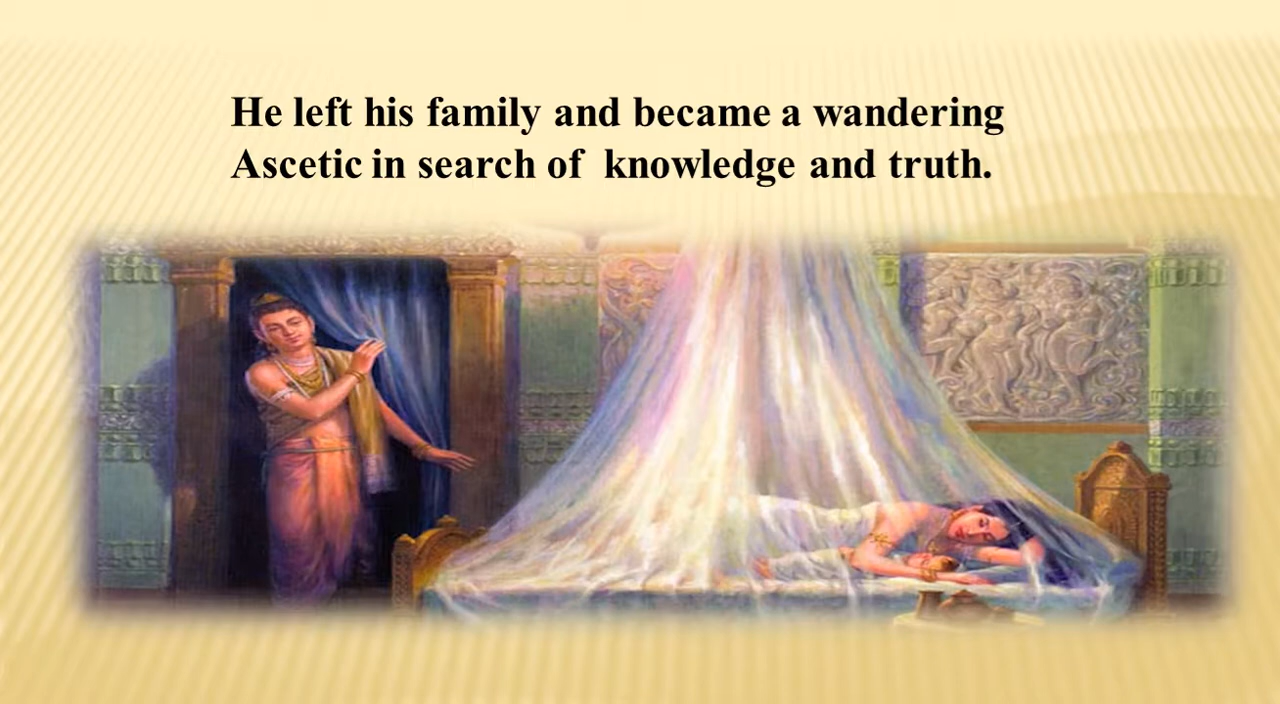 He left his family and became a wandering
Ascetic in search of knowledge and truth.